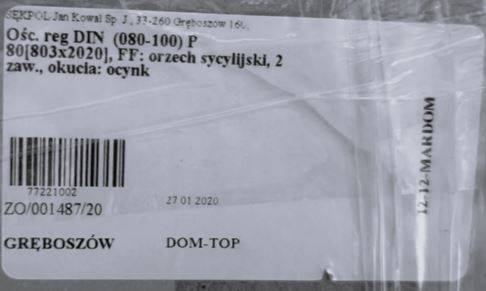 SĘKPOL Jan Kowal Sp. J., 33-260 Gręboszów 160,
Ośc. reg DIN (080-100) P
80[803x2020], FF: orzech sycylijski, 2
zaw., okucia: ocynk
77221002
27 01 2020
ZO/001487/20
GRĘBOSZÓW DOM-TOP
12-12-MARDOM